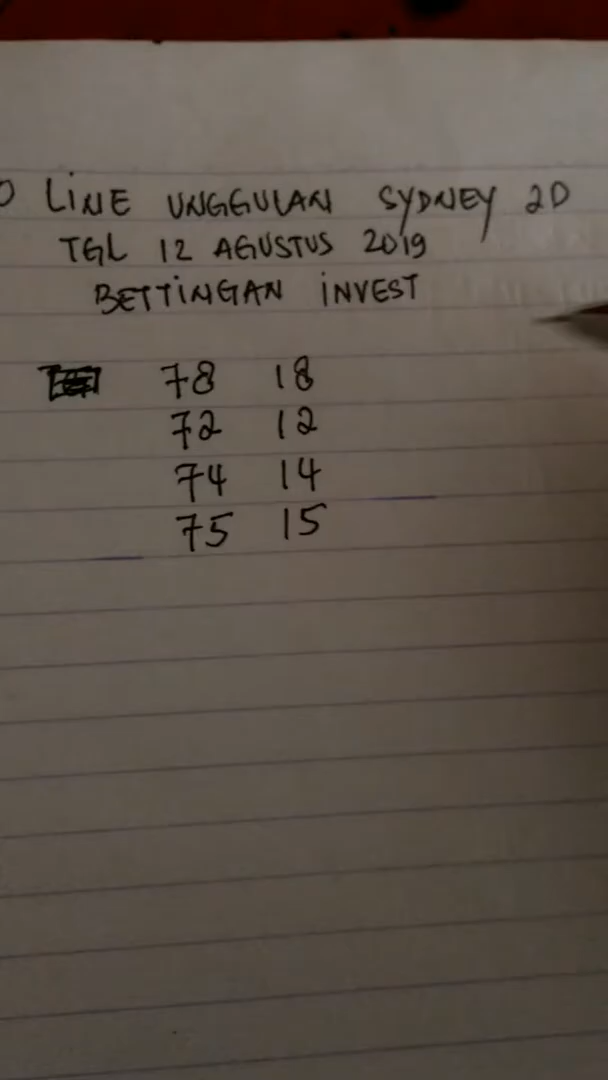 LINE UNGGULAN SYDNEY 2D
TGL 12 AGUSTUS 2019
BETTINGAN INVEST
78 18
72 12
74 14
75 15